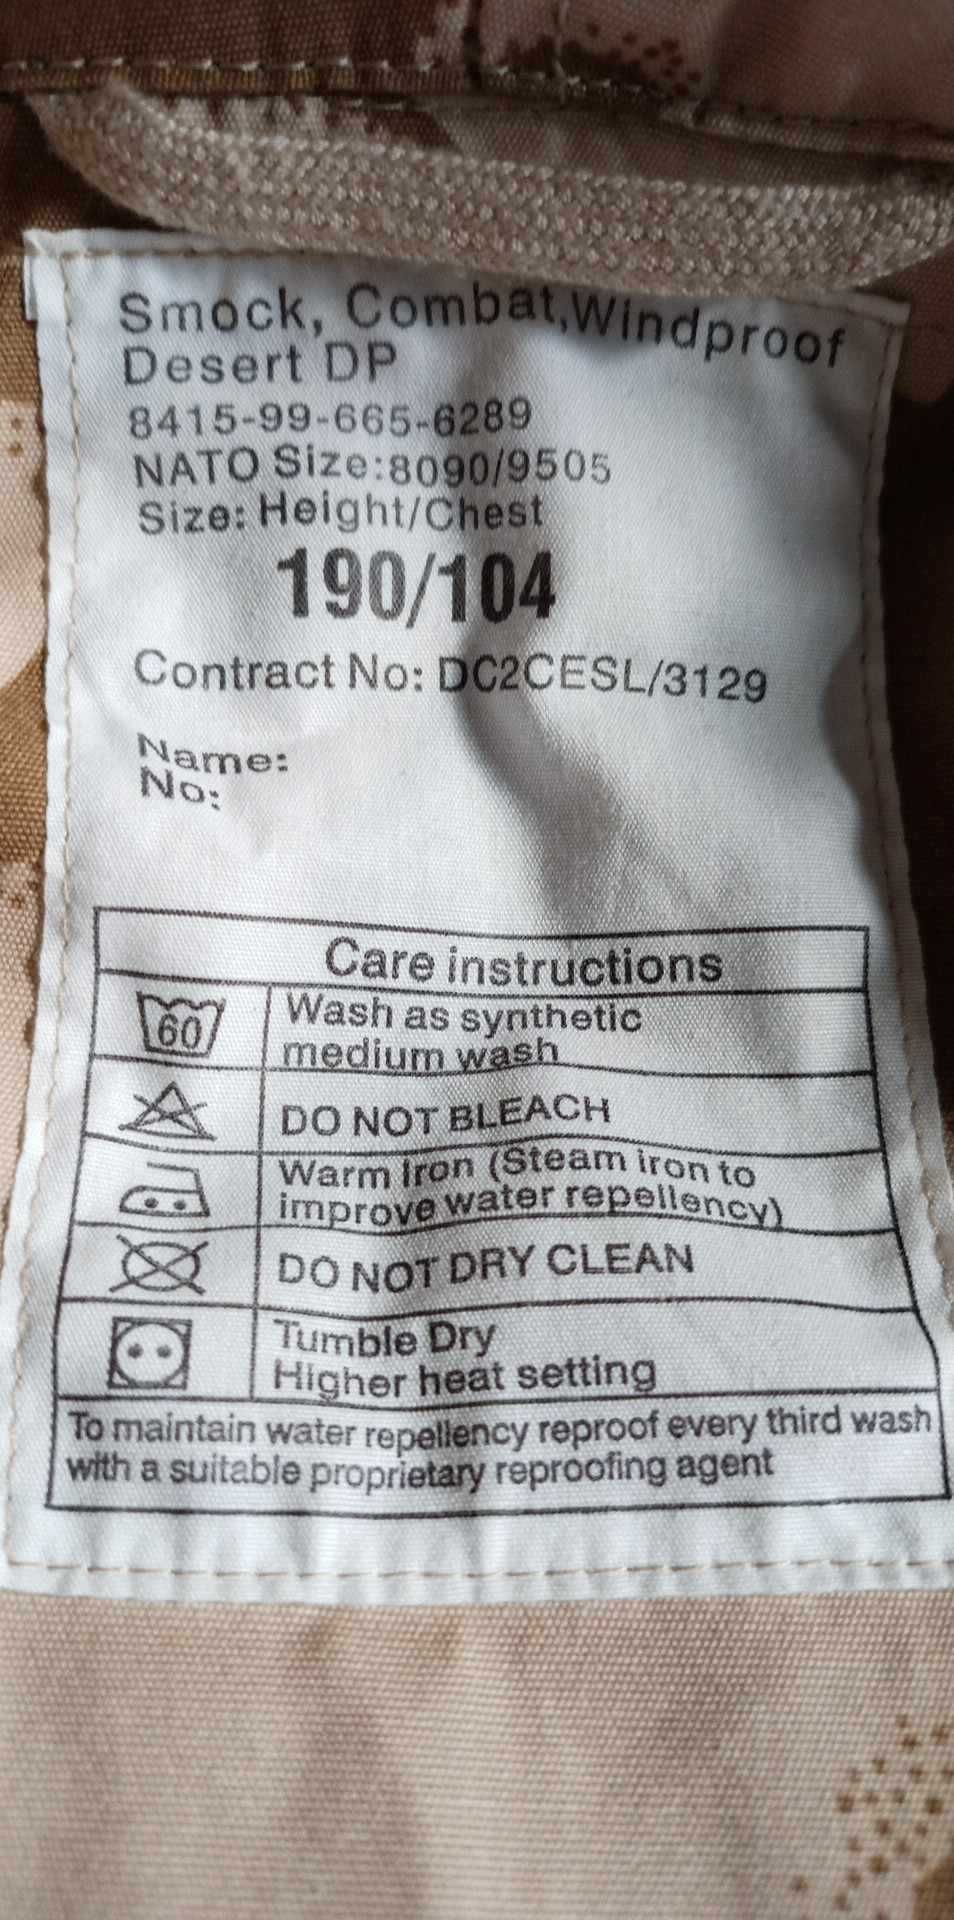 Smock, Combat, Windproof
Desert DP
8415-99-665-6289
NATO Size:8090/9505
Size: Height/Chest
190/104
Contract No: DC2CESL/3129
Name:
No:
Care instructions
60
Wash as synthetic
medium wash
DO NOT BLEACH
Warm Iron (Steam iron to
improve water repellency)
DO NOT DRY CLEAN
Tumble Dry
Higher heat setting
To maintain water repellency reproof every third wash
with a suitable proprietary reproofing agent